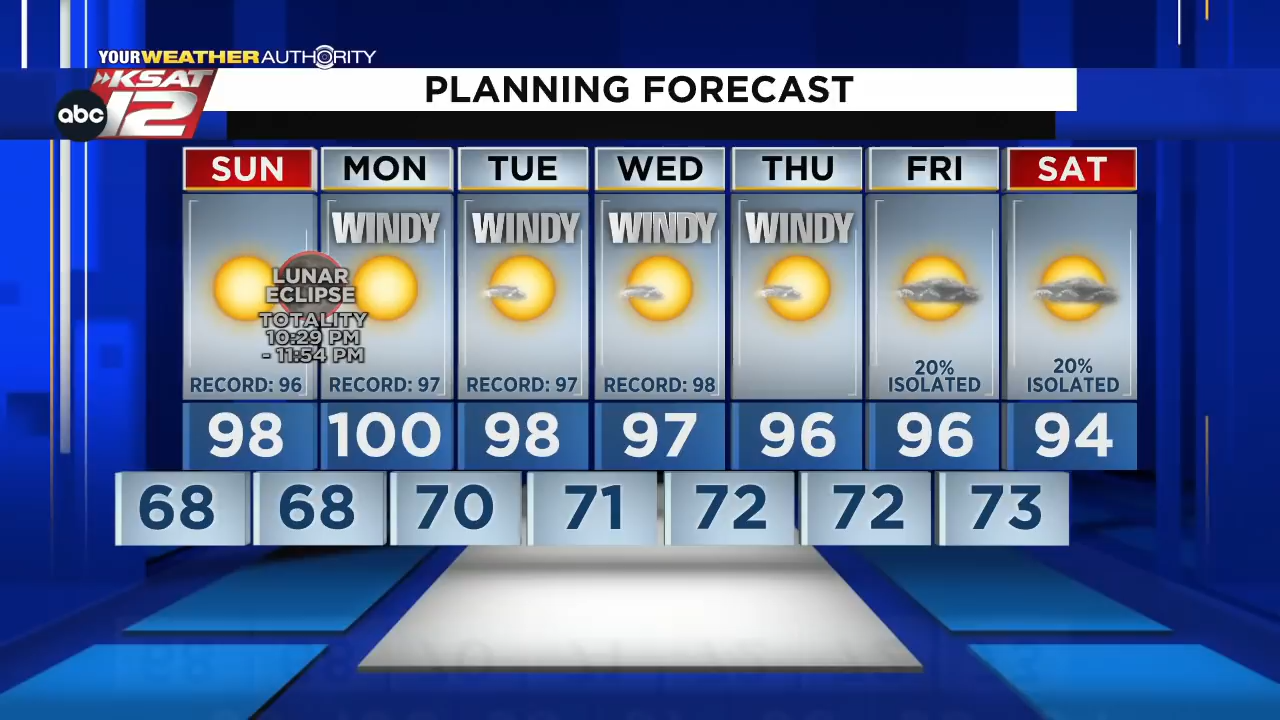 YOURWEATHERAUTHORITY
KSAT
abc 12
PLANNING FORECAST
SUN MON TUE WED THU FRI SAT
WINDY WINDY WINDY WINDY
LUNAR
ECLIPSE
TOTALITY
10:29 PM
- 11:54 PM
20% 20%
RECORD: 96 RECORD: 97 RECORD: 97 RECORD: 98 ISOLATED ISOLATED
98 100 98 97 96 96 94
68 68 70 71 72 72 73